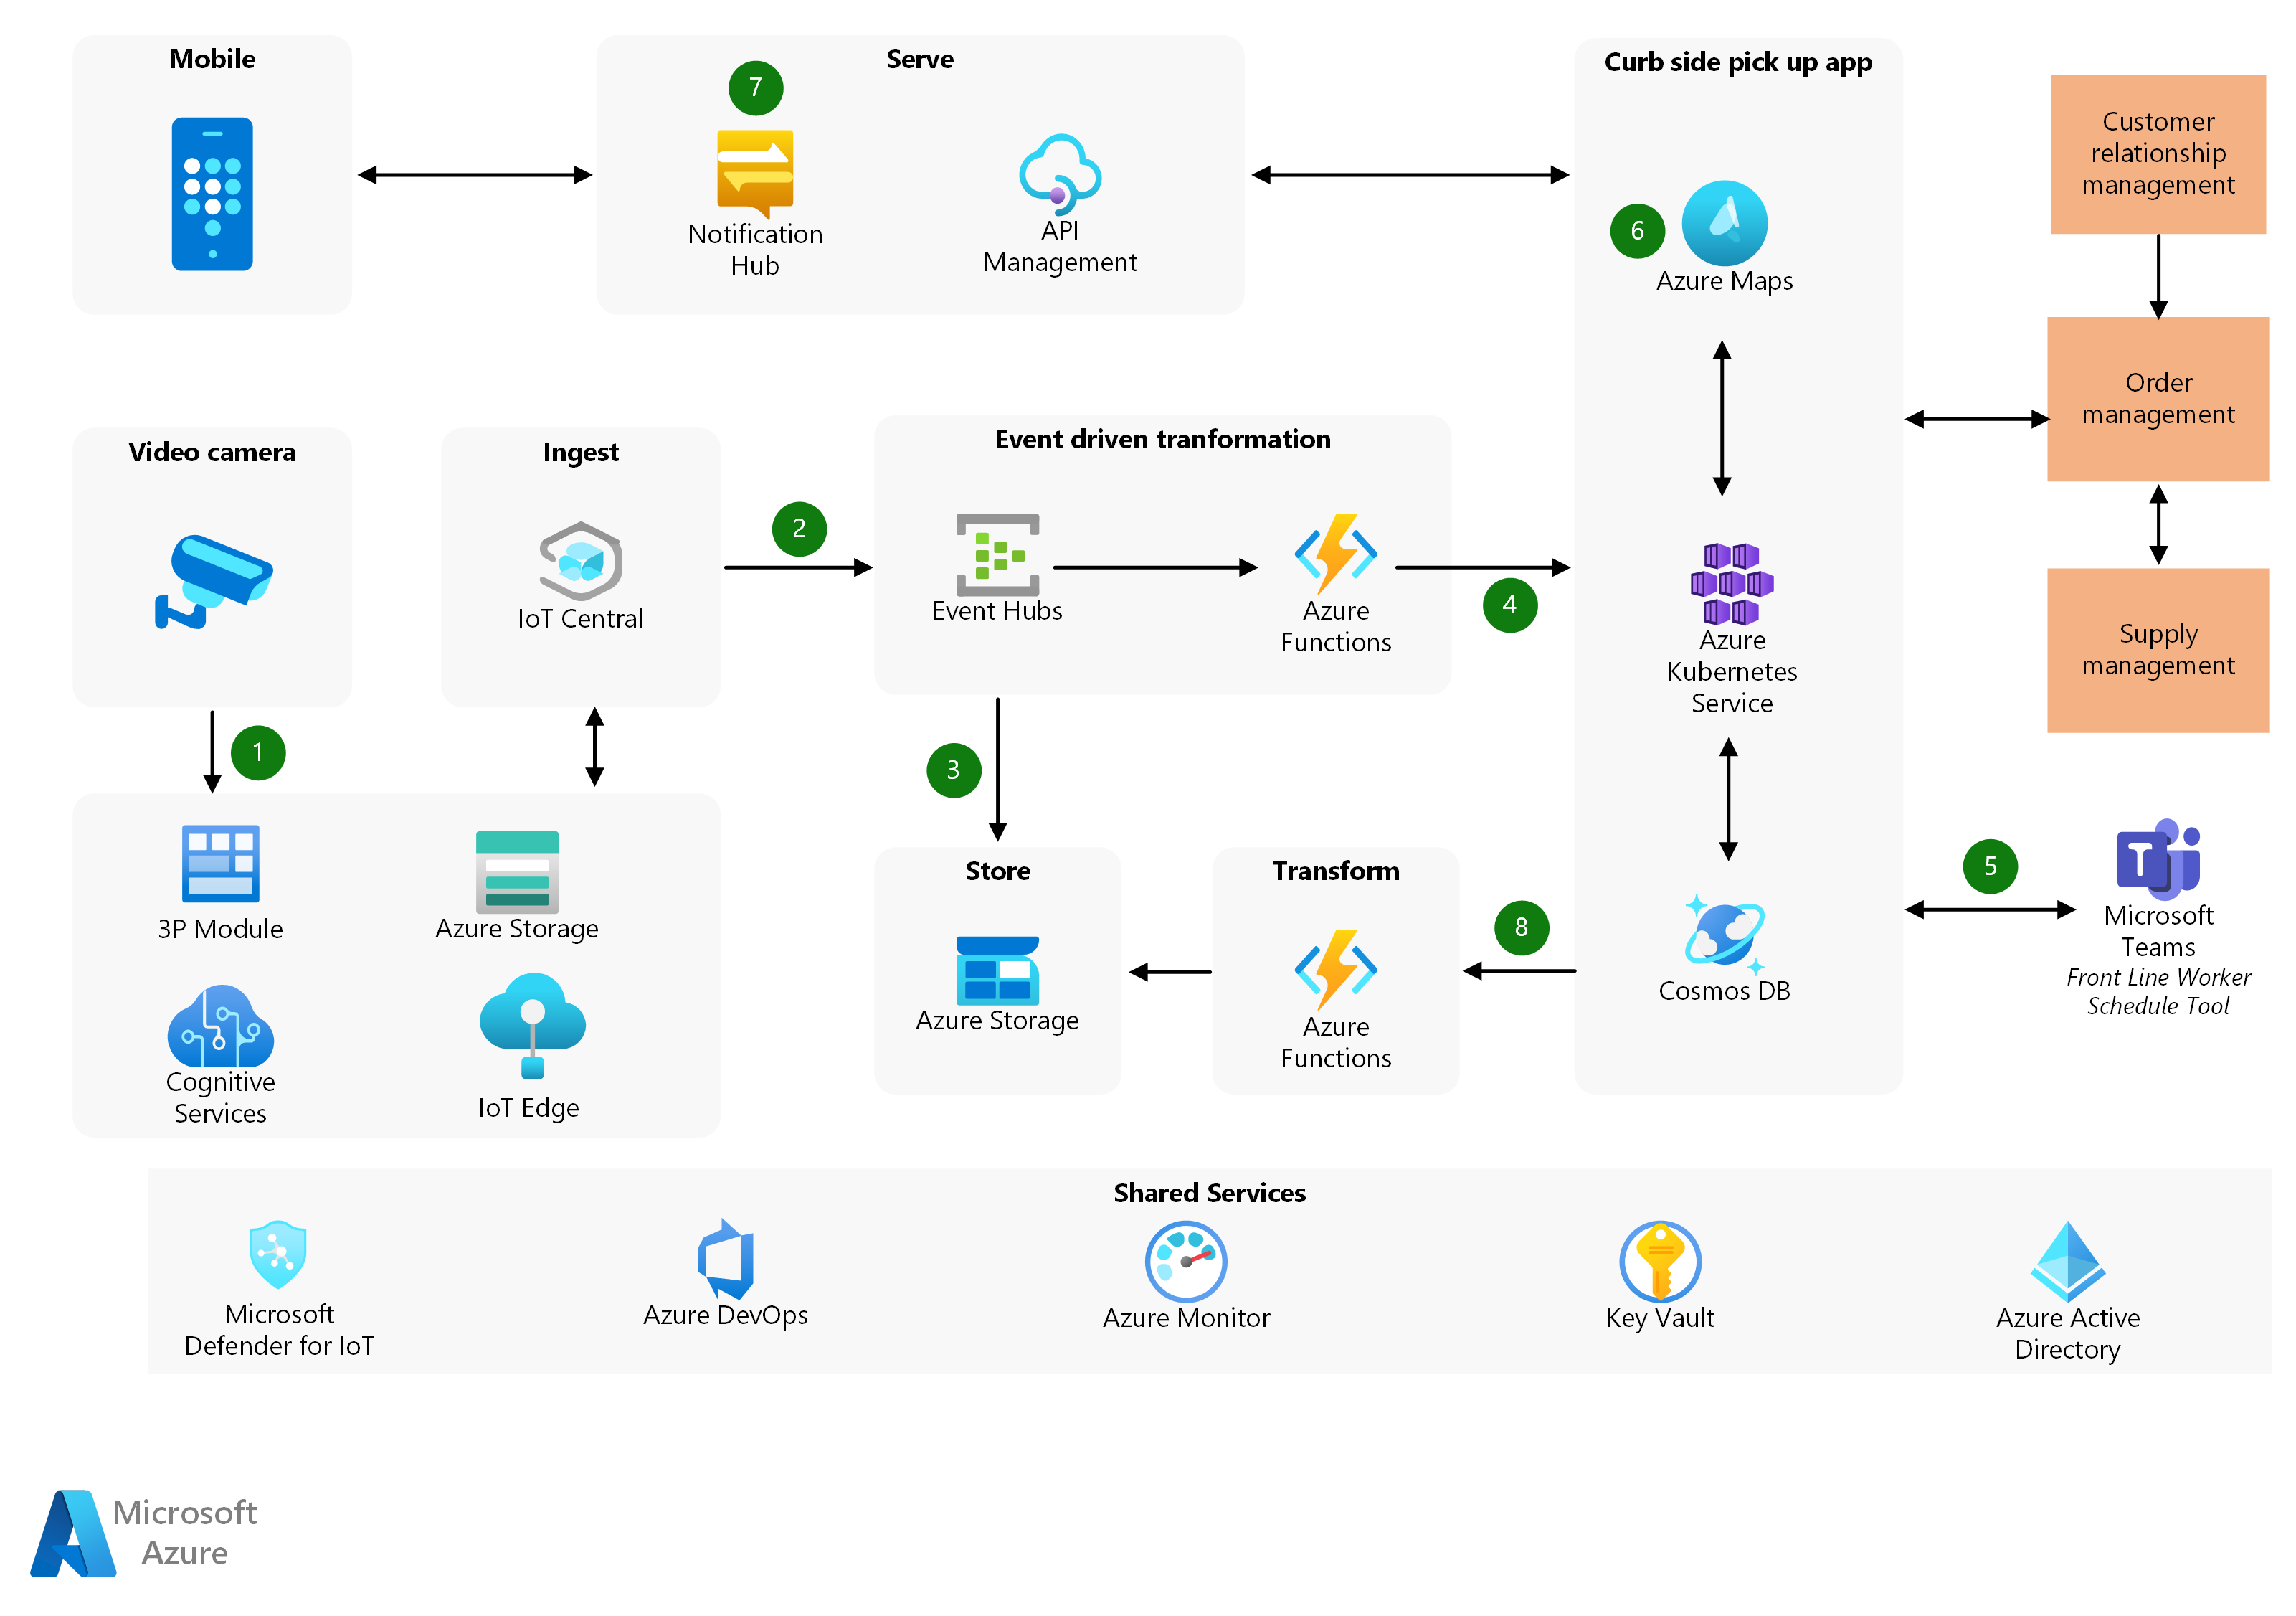 Mobile
Serve
7
Notification
Hub
API
Management
Curb side pick up app
6
Azure Maps
Customer
relationship
management
Order
management
Supply
management
Video camera
Ingest
IoT Central
2
Event driven tranformation
Event Hubs
Azure
Functions
4
Azure
Kubernetes
Service
1
3
3P Module
Azure Storage
Cognitive
Services
IoT Edge
Store
Azure Storage
Transform
Azure
Functions
8
Cosmos DB
5
Microsoft
Teams
Front Line Worker
Schedule Tool
Shared Services
Microsoft
Defender for IoT
Azure DevOps
Azure Monitor
Key Vault
Azure Active
Directory
Microsoft
Azure